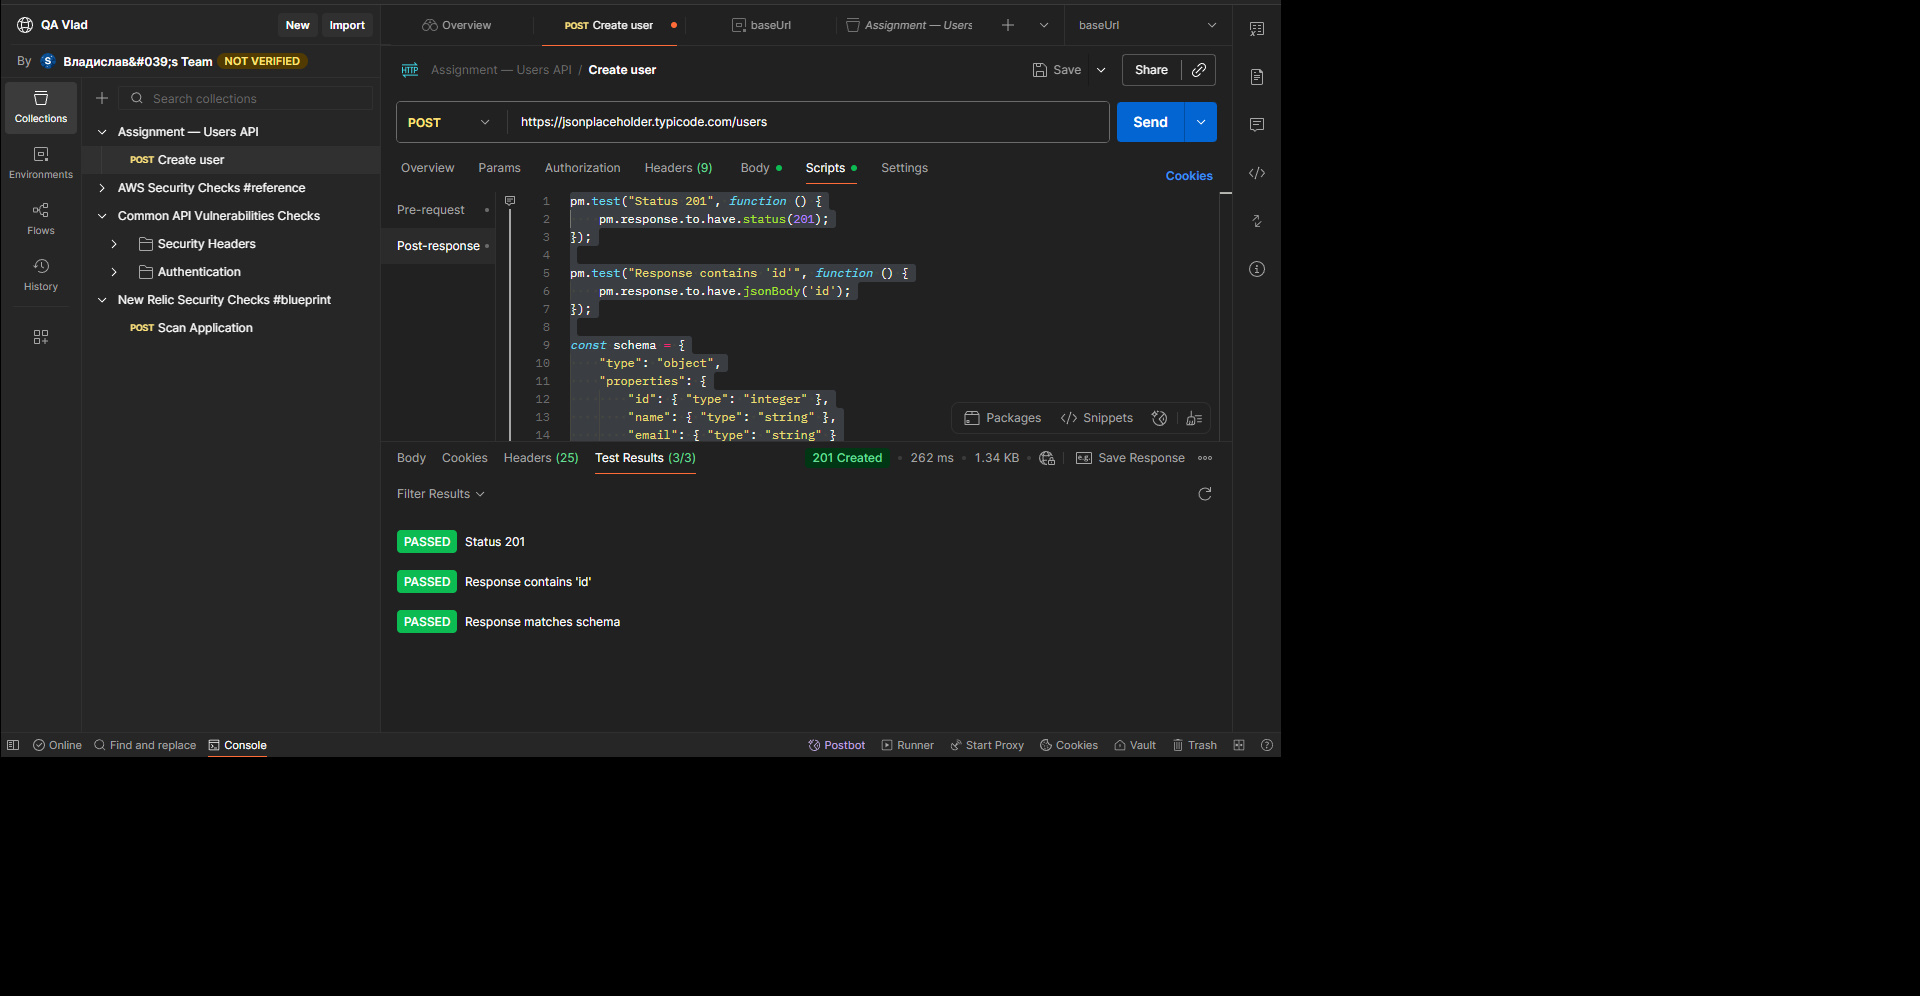 QA Vlad
New
Import
Overview
POST Create user
baseUrl
Assignment — Users
baseUrl
By
S
Владислав&#039;s Team
NOT VERIFIED
HTTP
Assignment — Users API / Create user
Save
Share
Collections
Environments
Flows
History
Search collections
Assignment — Users API
POST Create user
AWS Security Checks #reference
Common API Vulnerabilities Checks
Security Headers
Authentication
New Relic Security Checks #blueprint
POST Scan Application
POST
https://jsonplaceholder.typicode.com/users
Send
Overview
Params
Authorization
Headers (9)
Body
Scripts
Settings
Cookies
Pre-request
Post-response
1 pm.test("Status 201", function () {
2 pm.response.to.have.status(201);
3 });
4
5 pm.test("Response contains 'id'", function () {
6 pm.response.to.have.jsonBody('id');
7 });
8
9 const schema = {
10 "type": "object",
11 "properties": {
12 "id": { "type": "integer" },
13 "name": { "type": "string" },
14 "email": { "type": "string" }
Packages
Snippets
Body
Cookies
Headers (25)
Test Results (3/3)
201 Created
262 ms
1.34 KB
e.g.
Save Response
Filter Results
PASSED Status 201
PASSED Response contains 'id'
PASSED Response matches schema
Online
Find and replace
Console
Postbot
Runner
Start Proxy
Cookies
Vault
Trash